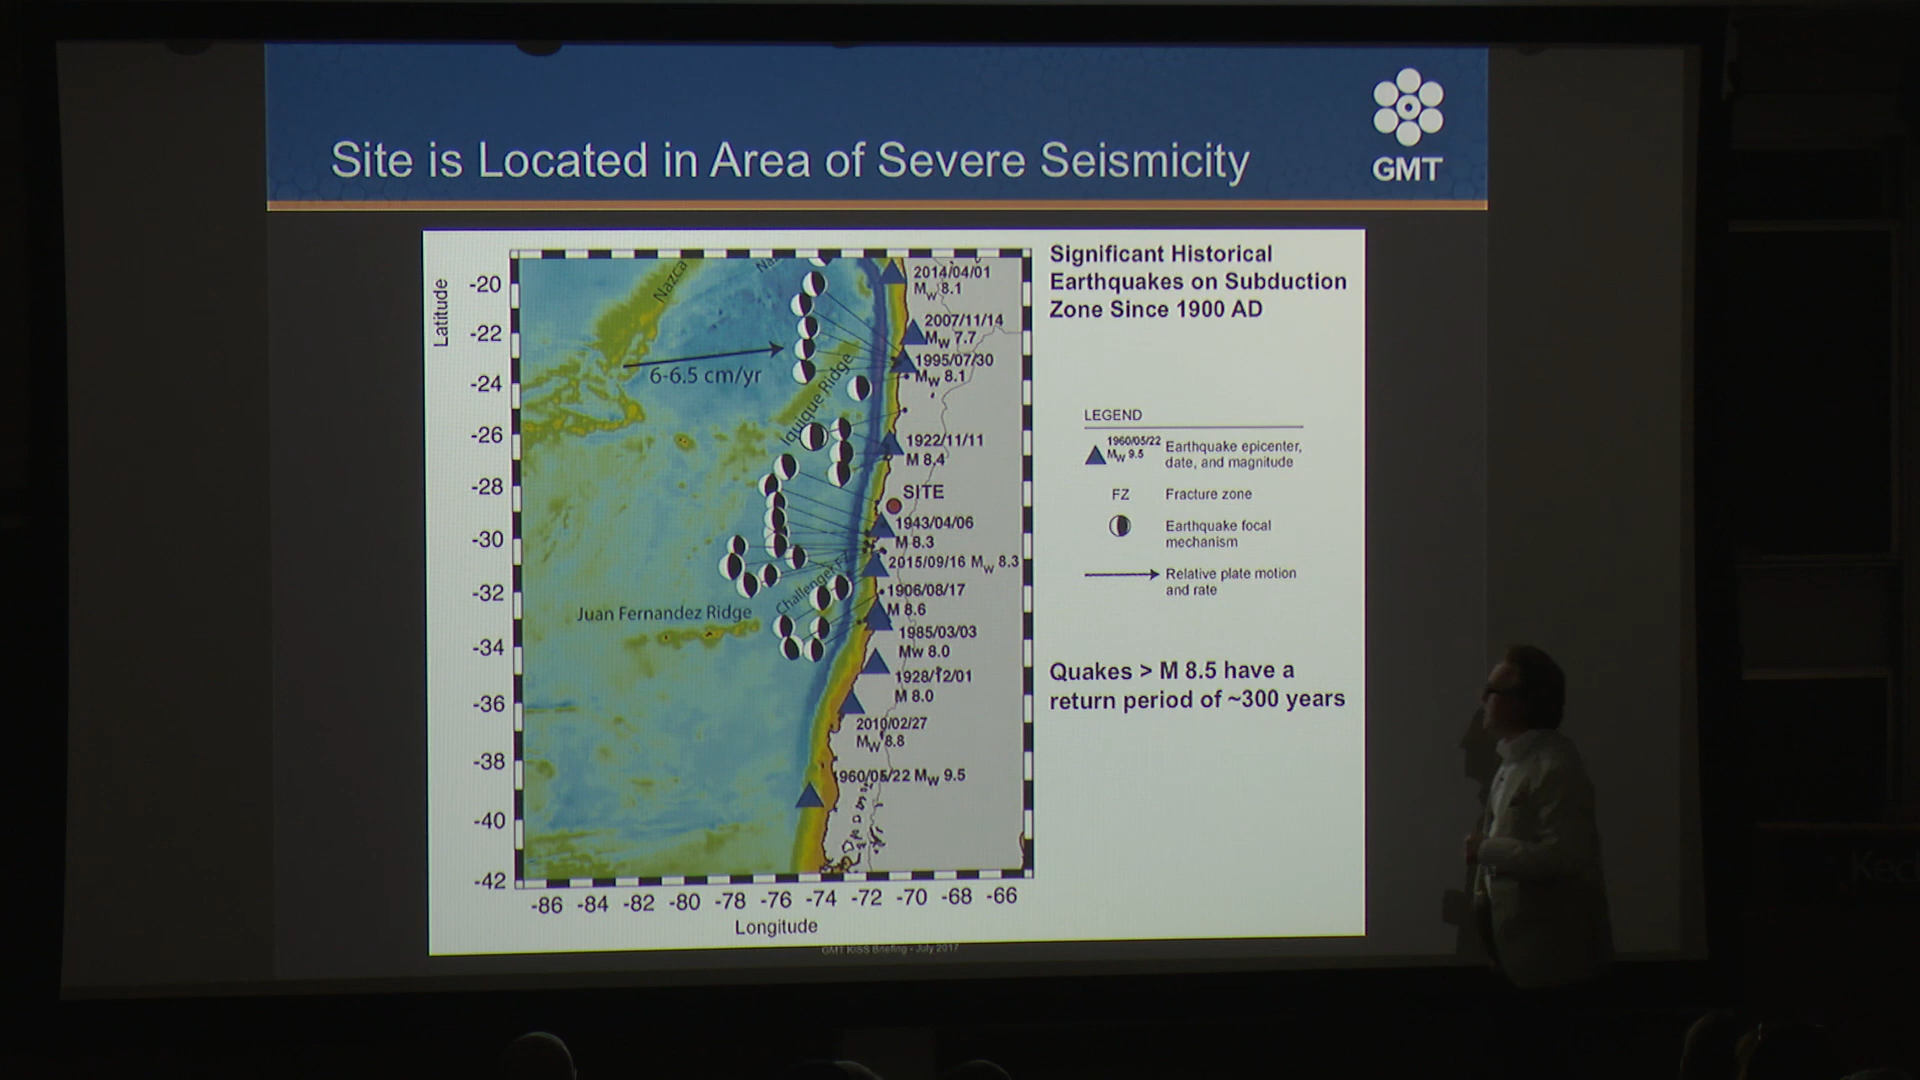 Site is Located in Area of Severe Seismicity
GMT
Significant Historical
Earthquakes on Subduction
Zone Since 1900 AD
LEGEND
1960/05/22
Mw 9.5
Earthquake epicenter,
date, and magnitude
FZ
Fracture zone
Earthquake focal
mechanism
Relative plate motion
and rate
Quakes > M 8.5 have a
return period of ~300 years
Latitude
-20
-22
-24
-26
-28
-30
-32
-34
-36
-38
-40
-42
Nazca
6-6.5 cm/yr
Iquique Ridge
Challenger FZ
Juan Fernandez Ridge
2014/04/01
Mw 8.1
2007/11/14
Mw 7.7
1995/07/30
Mw 8.1
1922/11/11
M 8.4
SITE
1943/04/06
M 8.3
2015/09/16 Mw 8.3
1906/08/17
M 8.6
1985/03/03
Mw 8.0
1928/12/01
M 8.0
2010/02/27
Mw 8.8
1960/05/22 Mw 9.5
-86 -84 -82 -80 -78 -76 -74 -72 -70 -68 -66
Longitude
GMT KISS Briefing - July 2017